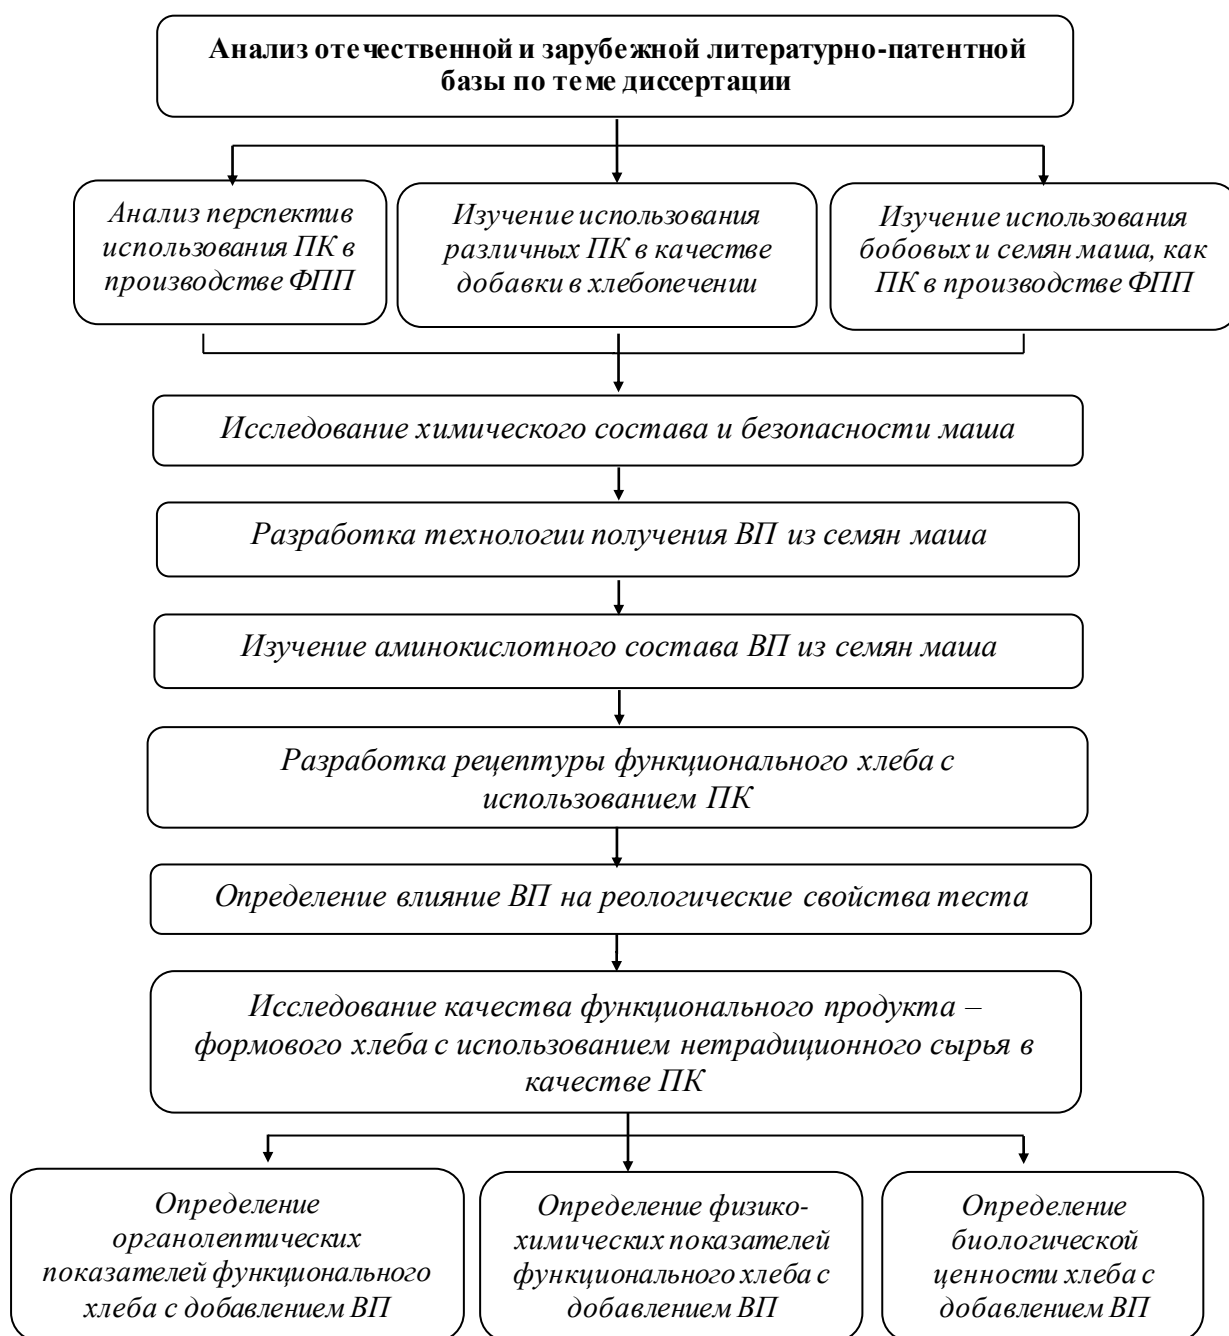 Анализ отечественной и зарубежной литературно-патентной
базы по теме диссертации
Анализ перспектив
использования ПК в
производстве ФПП
Изучение использования
различных ПК в качестве
добавки в хлебопечении
Изучение использования
бобовых и семян маша, как
ПК в производстве ФПП
Исследование химического состава и безопасности маша
Разработка технологии получения ВП из семян маша
Изучение аминокислотного состава ВП из семян маша
Разработка рецептуры функционального хлеба с
использованием ПК
Определение влияние ВП на реологические свойства теста
Исследование качества функционального продукта –
формового хлеба с использованием нетрадиционного сырья в
качестве ПК
Определение
органолептических
показателей функционального
хлеба с добавлением ВП
Определение физико-
химических показателей
функционального хлеба с
добавлением ВП
Определение
биологической
ценности хлеба с
добавлением ВП